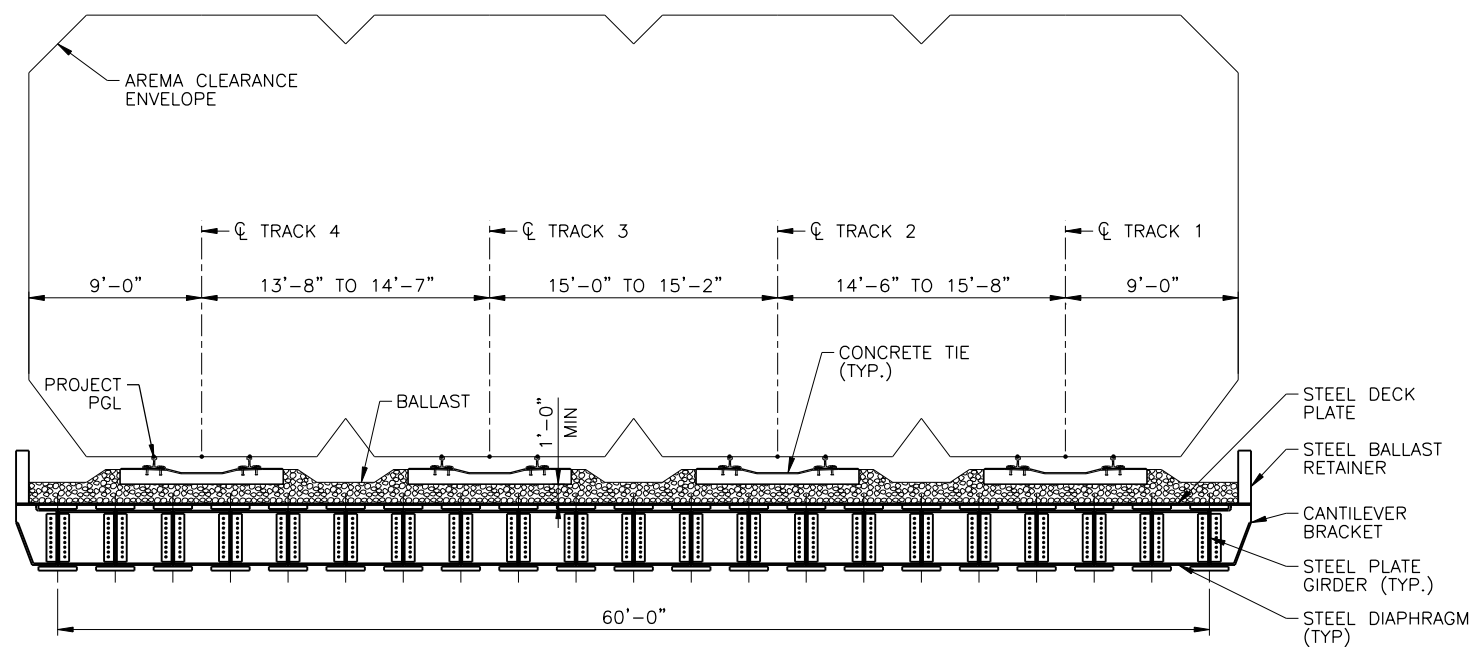 AREMA CLEARANCE
ENVELOPE
℄ TRACK 4
℄ TRACK 3
℄ TRACK 2
℄ TRACK 1
9'-0"
13'-8" TO 14'-7"
15'-0" TO 15'-2"
14'-6" TO 15'-8"
9'-0"
CONCRETE TIE
(TYP.)
PROJECT
PGL
BALLAST
1'-0"
MIN
STEEL DECK
PLATE
STEEL BALLAST
RETAINER
CANTILEVER
BRACKET
STEEL PLATE
GIRDER (TYP.)
STEEL DIAPHRAGM
(TYP)
60'-0"